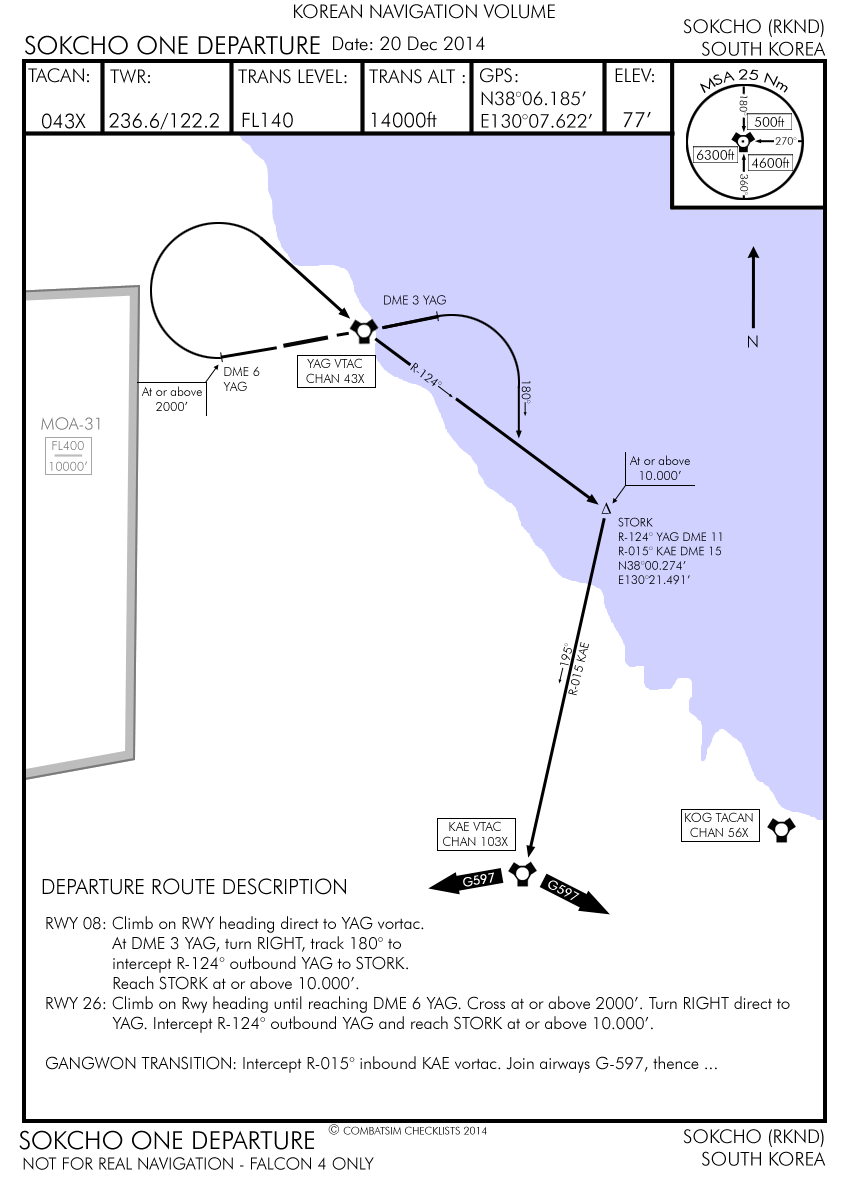 KOREAN NAVIGATION VOLUME
SOKCHO ONE DEPARTURE Date: 20 Dec 2014
SOKCHO (RKND)
SOUTH KOREA
TACAN:
043X
TWR:
236.6/122.2
TRANS LEVEL:
FL140
TRANS ALT :
14000ft
GPS:
N38°06.185’
E130°07.622’
ELEV:
77’
MSA 25 Nm
180°
500ft
270°
6300ft
4600ft
360°
N
DME 3 YAG
YAG VTAC
CHAN 43X
DME 6
YAG
At or above
2000’
R-124°
180°
MOA-31
FL400
10000’
At or above
10.000’
STORK
R-124° YAG DME 11
R-015° KAE DME 15
N38°00.274’
E130°21.491’
195°
R-015 KAE
KAE VTAC
CHAN 103X
KOG TACAN
CHAN 56X
G597
G597
DEPARTURE ROUTE DESCRIPTION
RWY 08: Climb on RWY heading direct to YAG vortac.
At DME 3 YAG, turn RIGHT, track 180° to
intercept R-124° outbound YAG to STORK.
Reach STORK at or above 10.000’.
RWY 26: Climb on Rwy heading until reaching DME 6 YAG. Cross at or above 2000’. Turn RIGHT direct to
YAG. Intercept R-124° outbound YAG and reach STORK at or above 10.000’.
GANGWON TRANSITION: Intercept R-015° inbound KAE vortac. Join airways G-597, thence ...
SOKCHO ONE DEPARTURE
© COMBATSIM CHECKLISTS 2014
NOT FOR REAL NAVIGATION - FALCON 4 ONLY
SOKCHO (RKND)
SOUTH KOREA